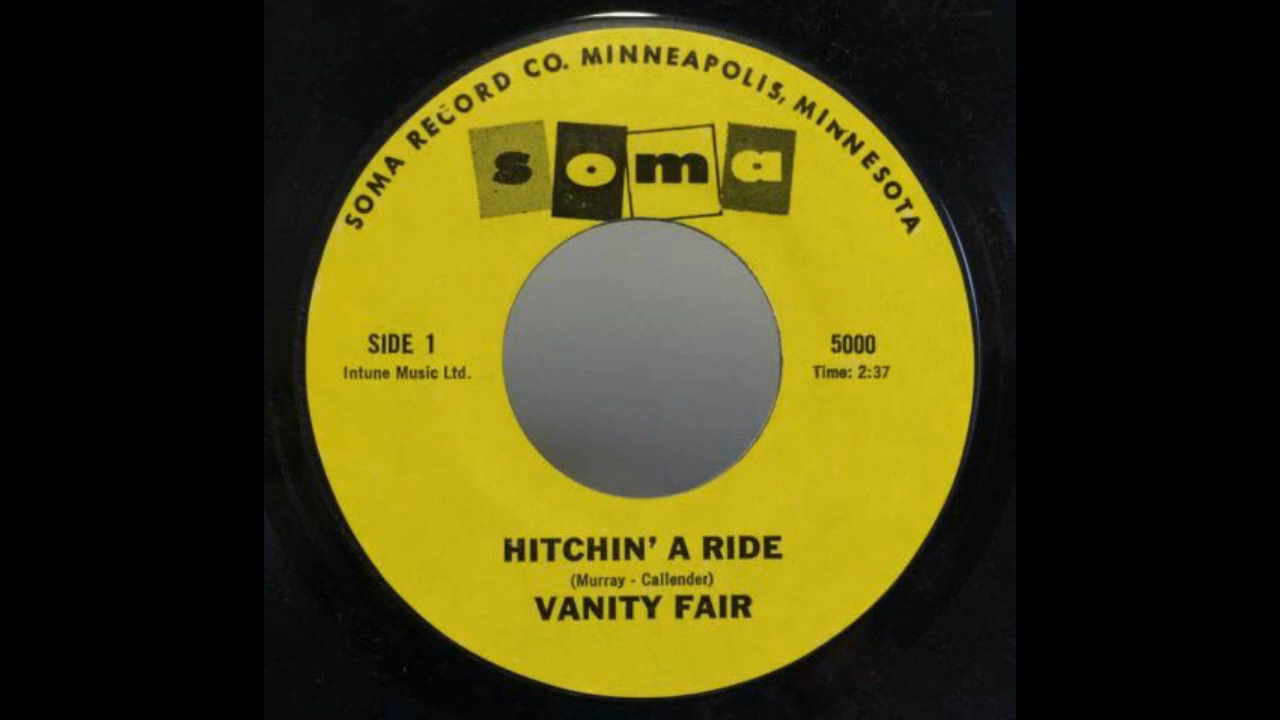 SOMA RECORD CO. MINNEAPOLIS, MINNESOTA
soma
SIDE 1
Intune Music Ltd.
5000
Time: 2:37
HITCHIN' A RIDE
(Murray - Callender)
VANITY FAIR